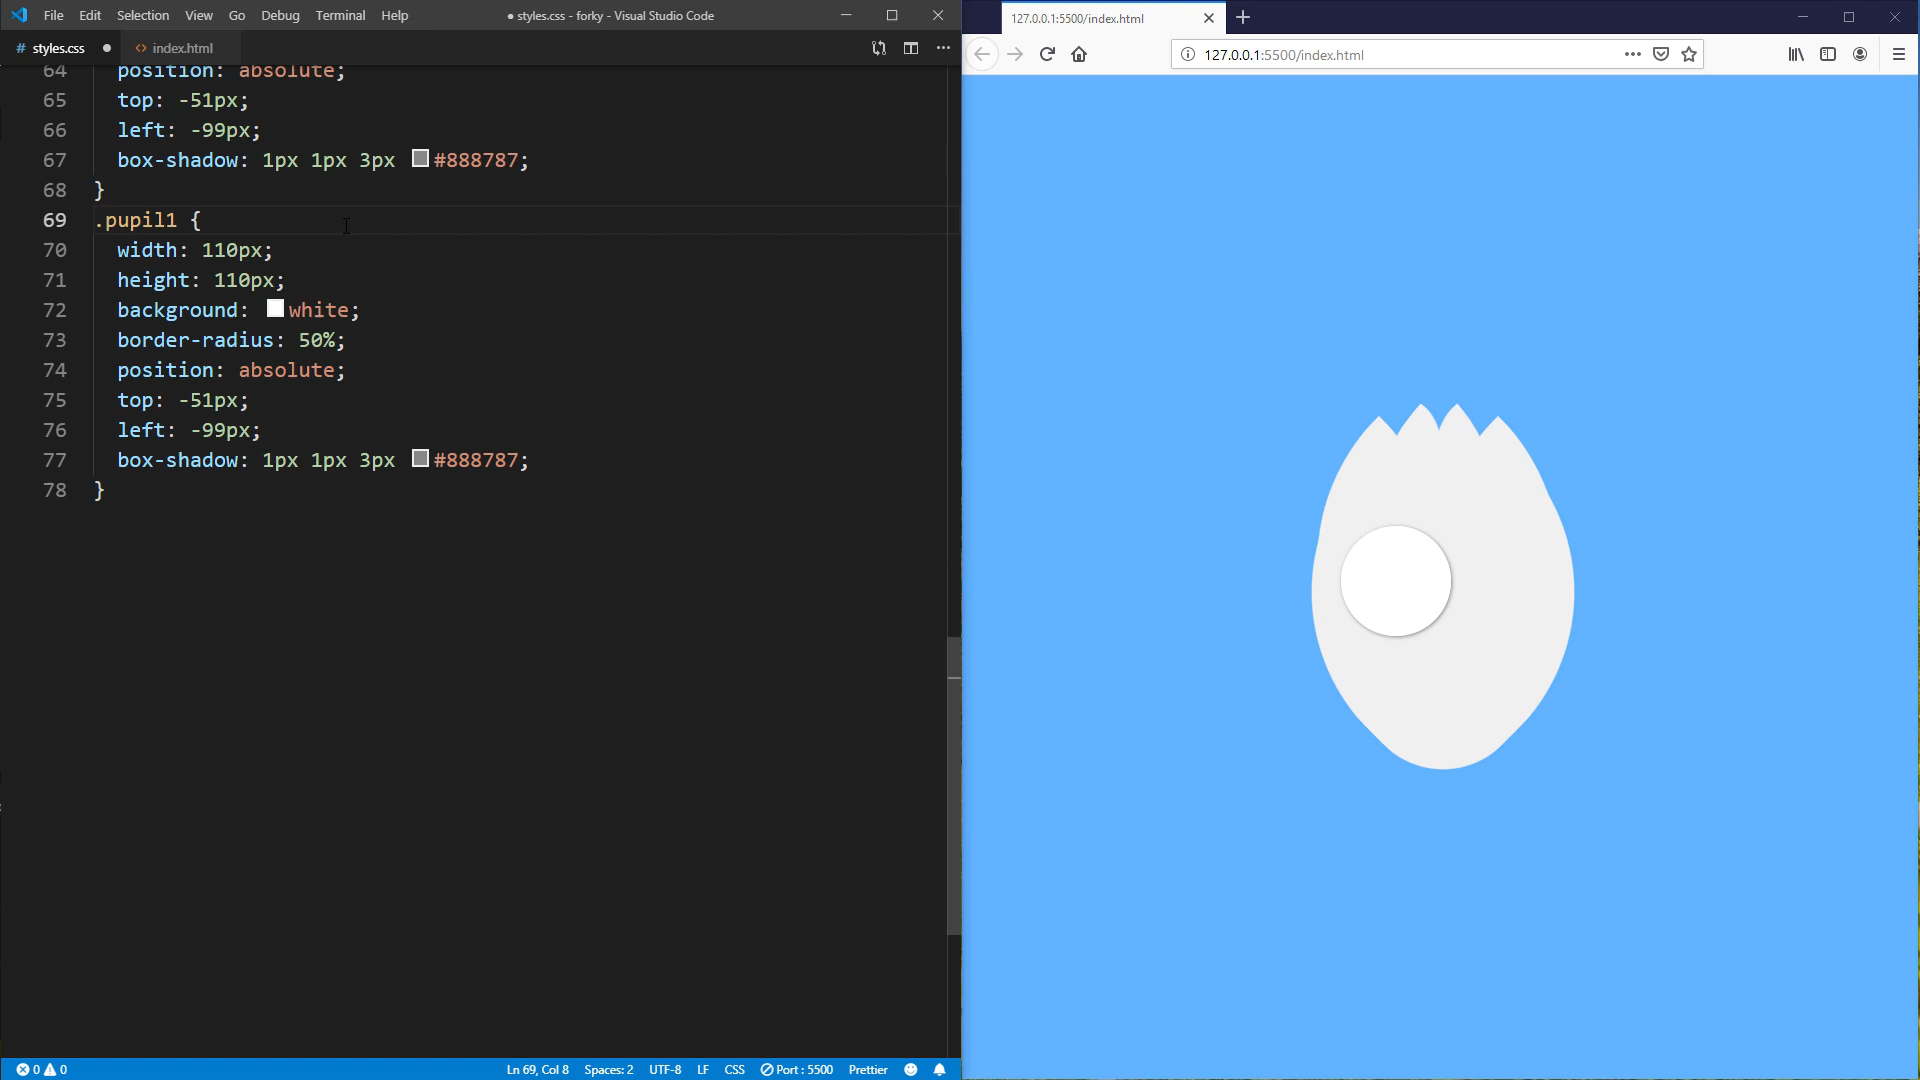 File Edit Selection View Go Debug Terminal Help ● styles.css - forky - Visual Studio Code
# styles.css ● <> index.html
64 position: absolute;
65 top: -51px;
66 left: -99px;
67 box-shadow: 1px 1px 3px #888787;
68 }
69 .pupil1 {
70 width: 110px;
71 height: 110px;
72 background: white;
73 border-radius: 50%;
74 position: absolute;
75 top: -51px;
76 left: -99px;
77 box-shadow: 1px 1px 3px #888787;
78 }
0 0 Ln 69, Col 8 Spaces: 2 UTF-8 LF CSS Port : 5500 Prettier
127.0.0.1:5500/index.html
127.0.0.1:5500/index.html